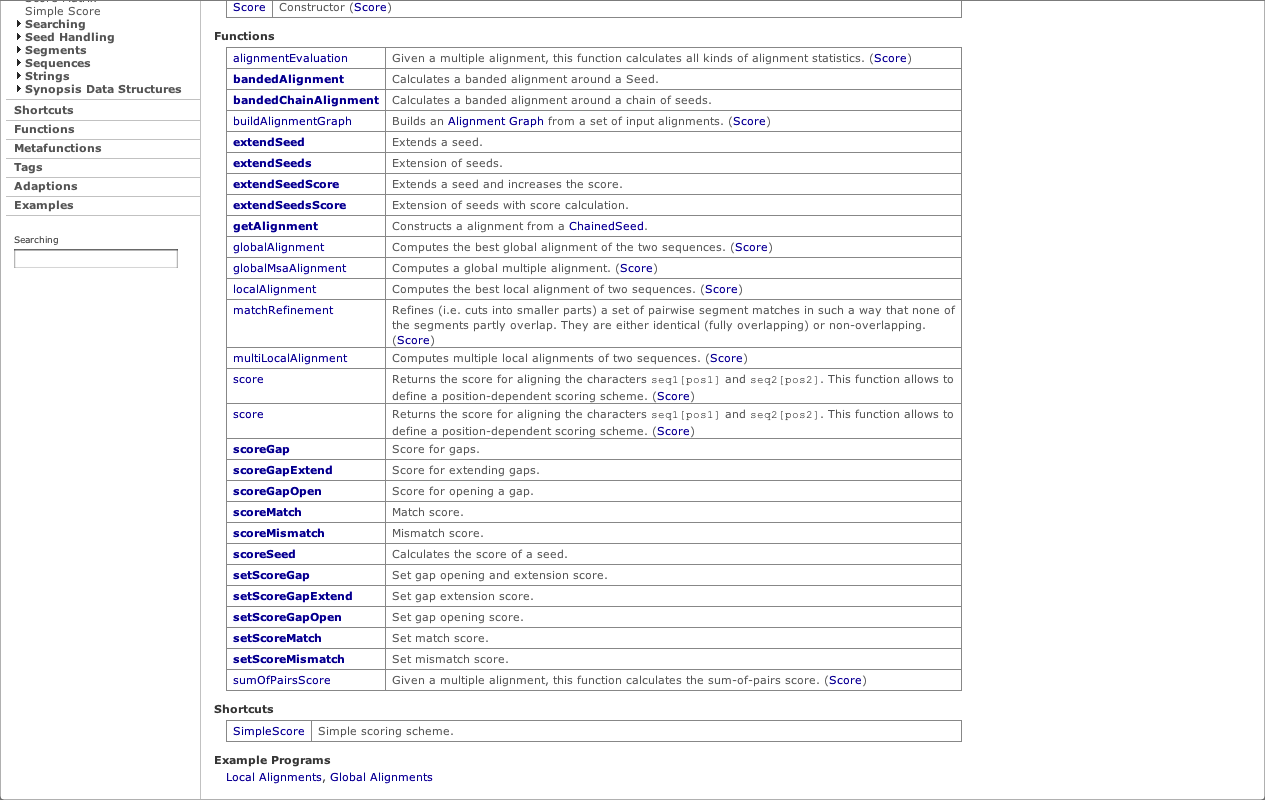 Simple Score
Searching
Seed Handling
Segments
Sequences
Strings
Synopsis Data Structures
Shortcuts
Functions
Metafunctions
Tags
Adaptions
Examples
Searching
Score Constructor (Score)
Functions
alignmentEvaluation Given a multiple alignment, this function calculates all kinds of alignment statistics. (Score)
bandedAlignment Calculates a banded alignment around a Seed.
bandedChainAlignment Calculates a banded alignment around a chain of seeds.
buildAlignmentGraph Builds an Alignment Graph from a set of input alignments. (Score)
extendSeed Extends a seed.
extendSeeds Extension of seeds.
extendSeedScore Extends a seed and increases the score.
extendSeedsScore Extension of seeds with score calculation.
getAlignment Constructs a alignment from a ChainedSeed.
globalAlignment Computes the best global alignment of the two sequences. (Score)
globalMsaAlignment Computes a global multiple alignment. (Score)
localAlignment Computes the best local alignment of two sequences. (Score)
matchRefinement Refines (i.e. cuts into smaller parts) a set of pairwise segment matches in such a way that none of
the segments partly overlap. They are either identical (fully overlapping) or non-overlapping.
(Score)
multiLocalAlignment Computes multiple local alignments of two sequences. (Score)
score Returns the score for aligning the characters seq1[pos1] and seq2[pos2]. This function allows to
define a position-dependent scoring scheme. (Score)
score Returns the score for aligning the characters seq1[pos1] and seq2[pos2]. This function allows to
define a position-dependent scoring scheme. (Score)
scoreGap Score for gaps.
scoreGapExtend Score for extending gaps.
scoreGapOpen Score for opening a gap.
scoreMatch Match score.
scoreMismatch Mismatch score.
scoreSeed Calculates the score of a seed.
setScoreGap Set gap opening and extension score.
setScoreGapExtend Set gap extension score.
setScoreGapOpen Set gap opening score.
setScoreMatch Set match score.
setScoreMismatch Set mismatch score.
sumOfPairsScore Given a multiple alignment, this function calculates the sum-of-pairs score. (Score)
Shortcuts
SimpleScore Simple scoring scheme.
Example Programs
Local Alignments, Global Alignments